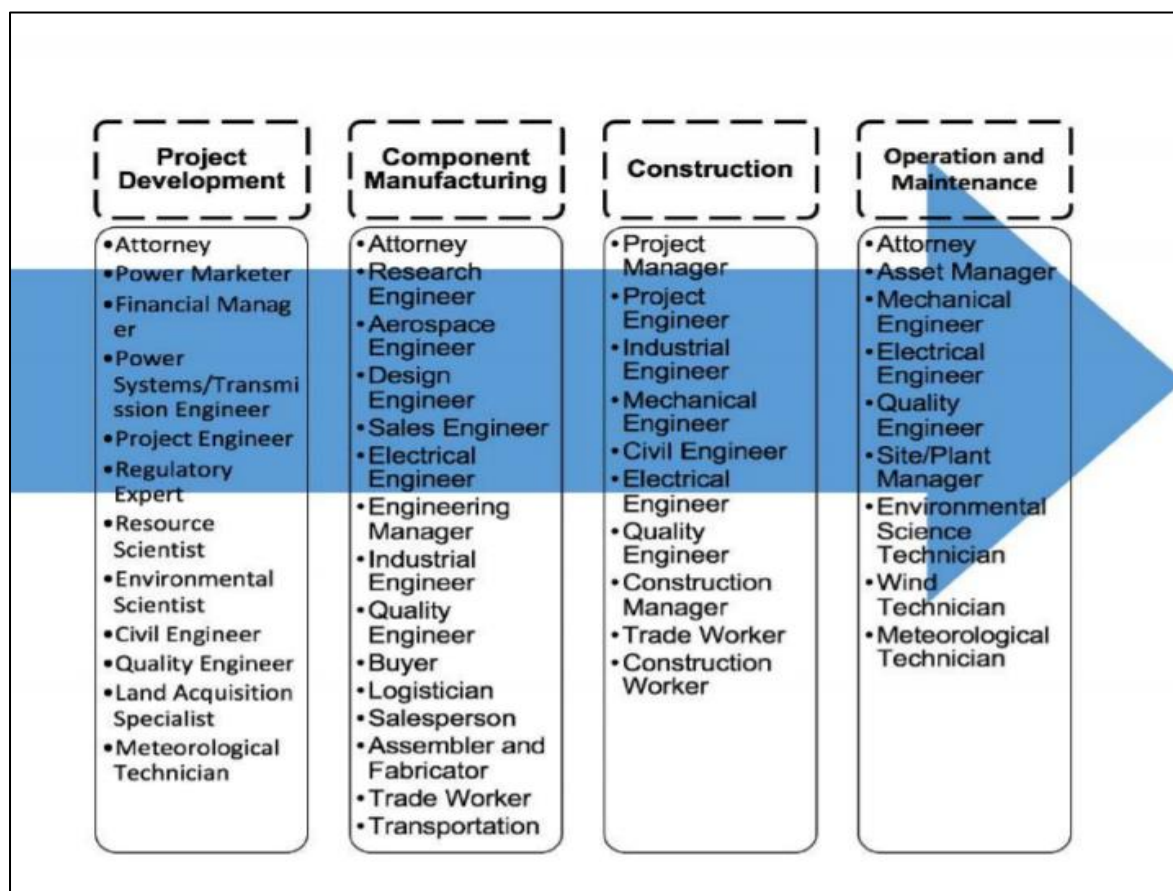 Project
Development
•Attorney
•Power Marketer
•Financial Manag
er
•Power
Systems/Transmi
ssion Engineer
•Project Engineer
•Regulatory
Expert
•Resource
Scientist
•Environmental
Scientist
•Civil Engineer
•Quality Engineer
•Land Acquisition
Specialist
•Meteorological
Technician
Component
Manufacturing
•Attorney
•Research
Engineer
•Aerospace
Engineer
•Design
Engineer
•Sales Engineer
•Electrical
Engineer
•Engineering
Manager
•Industrial
Engineer
•Quality
Engineer
•Buyer
•Logistician
•Salesperson
•Assembler and
Fabricator
•Trade Worker
•Transportation
Construction
•Project
Manager
•Project
Engineer
•Industrial
Engineer
•Mechanical
Engineer
•Civil Engineer
•Electrical
Engineer
•Quality
Engineer
•Construction
Manager
•Trade Worker
•Construction
Worker
Operation and
Maintenance
•Attorney
•Asset Manager
•Mechanical
Engineer
•Electrical
Engineer
•Quality
Engineer
•Site/Plant
Manager
•Environmental
Science
Technician
•Wind
Technician
•Meteorological
Technician